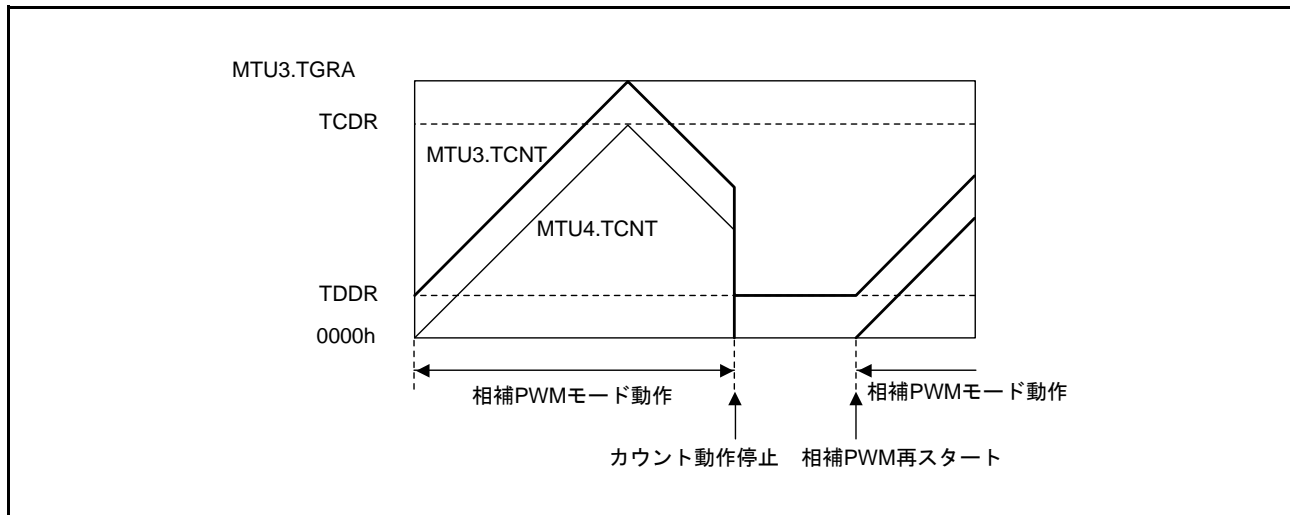 MTU3.TGRA
TCDR
MTU3.TCNT
MTU4.TCNT
TDDR
0000h
相補PWMモード動作
相補PWMモード動作
カウント動作停止
相補PWM再スタート